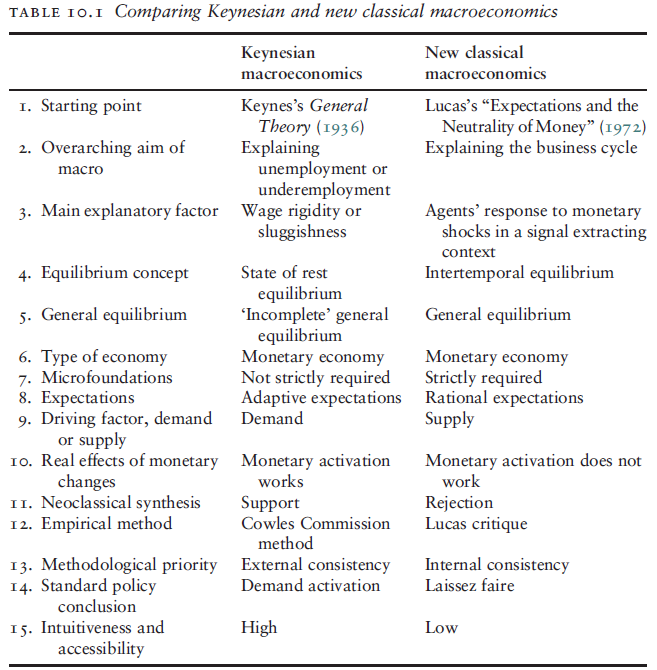 TABLE 10.1 Comparing Keynesian and new classical macroeconomics
Keynesian macroeconomics
New classical macroeconomics
1. Starting point
Keynes's General Theory (1936)
Lucas's “Expectations and the Neutrality of Money” (1972)
2. Overarching aim of macro
Explaining unemployment or underemployment
Explaining the business cycle
3. Main explanatory factor
Wage rigidity or sluggishness
Agents' response to monetary shocks in a signal extracting context
4. Equilibrium concept
State of rest equilibrium
Intertemporal equilibrium
5. General equilibrium
‘Incomplete’ general equilibrium
General equilibrium
6. Type of economy
Monetary economy
Monetary economy
7. Microfoundations
Not strictly required
Strictly required
8. Expectations
Adaptive expectations
Rational expectations
9. Driving factor, demand or supply
Demand
Supply
10. Real effects of monetary changes
Monetary activation works
Monetary activation does not work
11. Neoclassical synthesis
Support
Rejection
12. Empirical method
Cowles Commission method
Lucas critique
13. Methodological priority
External consistency
Internal consistency
14. Standard policy conclusion
Demand activation
Laissez faire
15. Intuitiveness and accessibility
High
Low